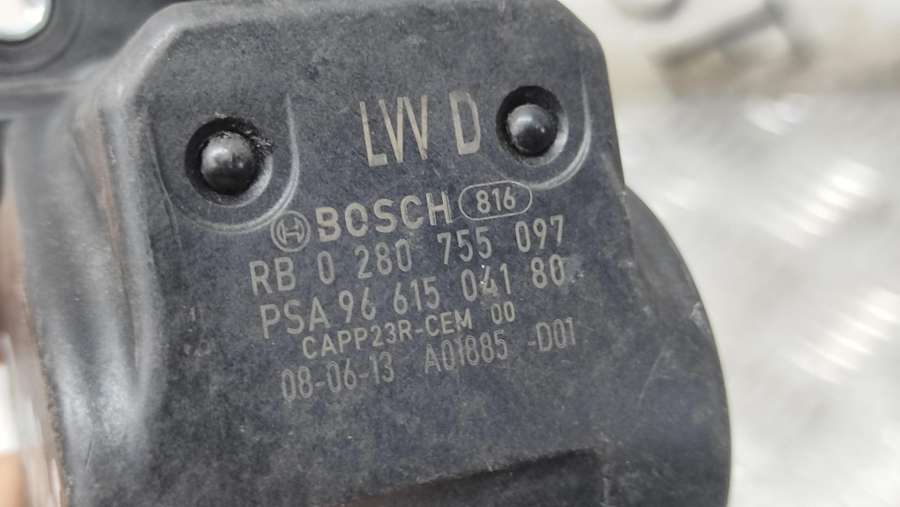 LWD
BOSCH 816
RB 0 280 755 097
PSA 96 615 041 80
CAPP23R-CEM 00
08-06-13 A01885 -D01